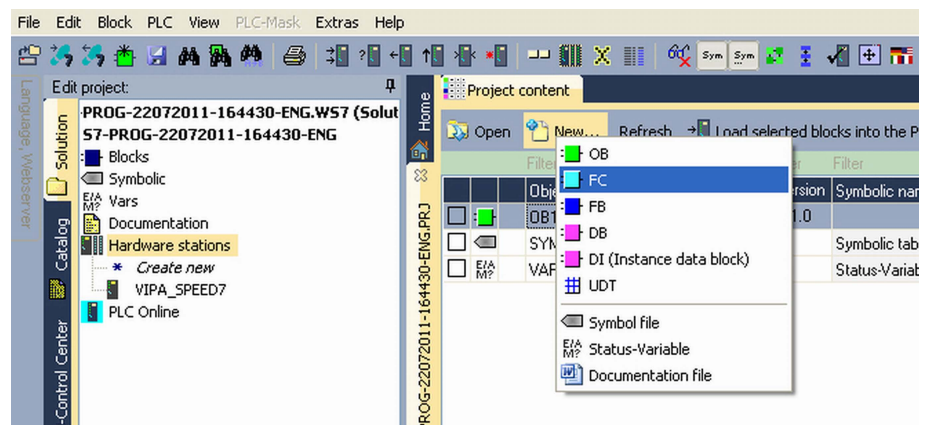 File Edit Block PLC View PLC-Mask Extras Help
Sym Sym
Language, Webserver
Edit project:
Solution
Catalog
-Control Center
PROG-22072011-164430-ENG.WS7 (Solut
S7-PROG-22072011-164430-ENG
Blocks
Symbolic
E/A M? Vars
Documentation
Hardware stations
Create new
VIPA_SPEED7
PLC Online
Home
PROG-22072011-164430-ENG.PRJ
Project content
Open New... Refresh Load selected blocks into the P
Filter Filter
Obje rsion Symbolic nar
OB1 1.0
SYM Symbolic tab
E/A M? VAR Status-Variab
OB
FC
FB
DB
DI (Instance data block)
UDT
Symbol file
E/A M? Status-Variable
Documentation file